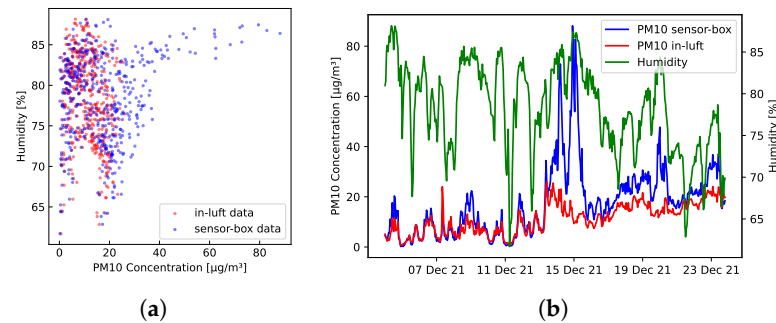 85
80
75
70
65
Humidity [%]
in-luft data
sensor-box data
0
20
40
60
80
PM10 Concentration [µg/m³]
(a)
80
60
40
20
0
PM10 Concentration [µg/m³]
PM10 sensor-box
PM10 in-luft
Humidity
85
80
75
70
65
Humidity [%]
07 Dec 21
11 Dec 21
15 Dec 21
19 Dec 21
23 Dec 21
(b)